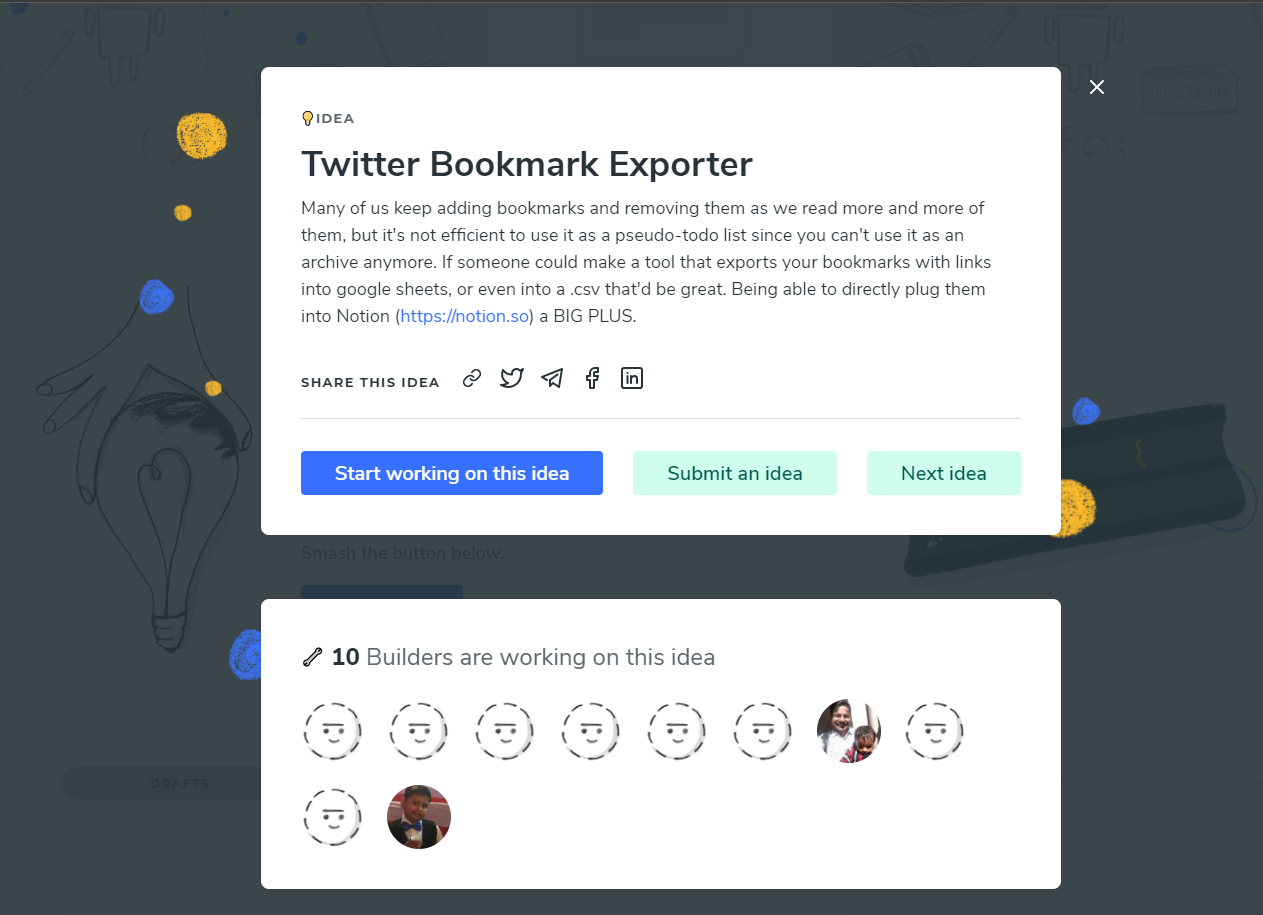 IDEA
Twitter Bookmark Exporter
Many of us keep adding bookmarks and removing them as we read more and more of
them, but it's not efficient to use it as a pseudo-todo list since you can't use it as an
archive anymore. If someone could make a tool that exports your bookmarks with links
into google sheets, or even into a .csv that'd be great. Being able to directly plug them
into Notion (https://notion.so) a BIG PLUS.
SHARE THIS IDEA
Start working on this idea
Submit an idea
Next idea
Smash the button below.
10 Builders are working on this idea
DRAFTS